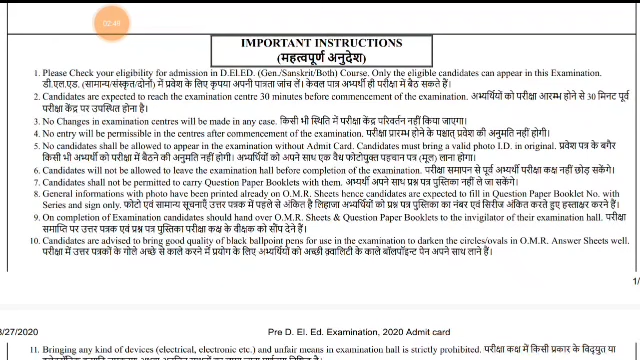 02:46
IMPORTANT INSTRUCTIONS
(महत्वपूर्ण अनुदेश)
1. Please Check your eligibility for admission in D.El.ED. (Gen./Sanskrit/Both) Course. Only the eligible candidates can appear in this Examination.
डी.एल.एड. (सामान्य/संस्कृत/दोनों) में प्रवेश के लिए कृपया अपनी पात्रता जांच लें। केवल पात्र अभ्यर्थी ही परीक्षा में बैठ सकते हैं।
2. Candidates are expected to reach the examination centre 30 minutes before commencement of the examination. अभ्यर्थियों को परीक्षा आरम्भ होने से 30 मिनट पूर्व
परीक्षा केंद्र पर उपस्थित होना है।
3. No Changes in examination centres will be made in any case. किसी भी स्थिति में परीक्षा केंद्र परिवर्तन नहीं किया जाएगा।
4. No entry will be permissible in the centres after commencement of the examination. परीक्षा प्रारम्भ होने के पश्चात् प्रवेश की अनुमति नहीं होगी।
5. No candidates shall be allowed to appear in the examination without Admit Card. Candidates must bring a valid photo I.D. in original. प्रवेश पत्र के बगैर
किसी भी अभ्यर्थी को परीक्षा में बैठने की अनुमति नहीं होगी। अभ्यर्थियों को अपने साथ एक वैध फोटोयुक्त पहचान पत्र (मूल) लाना होगा।
6. Candidates will not be allowed to leave the examination hall before completion of the examination. परीक्षा समापन से पूर्व अभ्यर्थी परीक्षा कक्ष नहीं छोड़ सकेंगे।
7. Candidates shall not be permitted to carry Question Paper Booklets with them. अभ्यर्थी अपने साथ प्रश्न पत्र पुस्तिका नहीं ले जा सकेंगे।
8. General informations with photo have been printed already on O.M.R. Sheets hence candidates are expected to fill in Question Paper Booklet No. with
Series and sign only. फोटो एवं सामान्य सूचनाएँ उत्तर पत्रक में पहले से अंकित है लिहाजा अभ्यर्थियों को प्रश्न पत्र पुस्तिका का नंबर एवं सिरीज अंकित करते हुए हस्ताक्षर करने हैं।
9. On completion of Examination candidates should hand over O.M.R. Sheets & Question Paper Booklets to the invigilator of their examination hall. परीक्षा
समाप्ति पर उत्तर पत्रक एवं प्रश्न पत्र पुस्तिका परीक्षा कक्ष के वीक्षक को सौंप देने हैं।
10. Candidates are advised to bring good quality of black ballpoint pens for use in the examination to darken the circles/ovals in O.M.R. Answer Sheets well.
परीक्षा में उत्तर पत्रकों के गोले अच्छे से काले करने में प्रयोग के लिए अभ्यर्थियों को अच्छी क्वालिटी के काले बॉलपॉइंट पेन अपने साथ लाने हैं।
1/
8/27/2020
Pre D. El. Ed. Examination, 2020 Admit card
11. Bringing any kind of devices (electrical, electronic etc.) and unfair means in examination hall is strictly prohibited. परीक्षा कक्ष में किसी प्रकार के विद्युत या